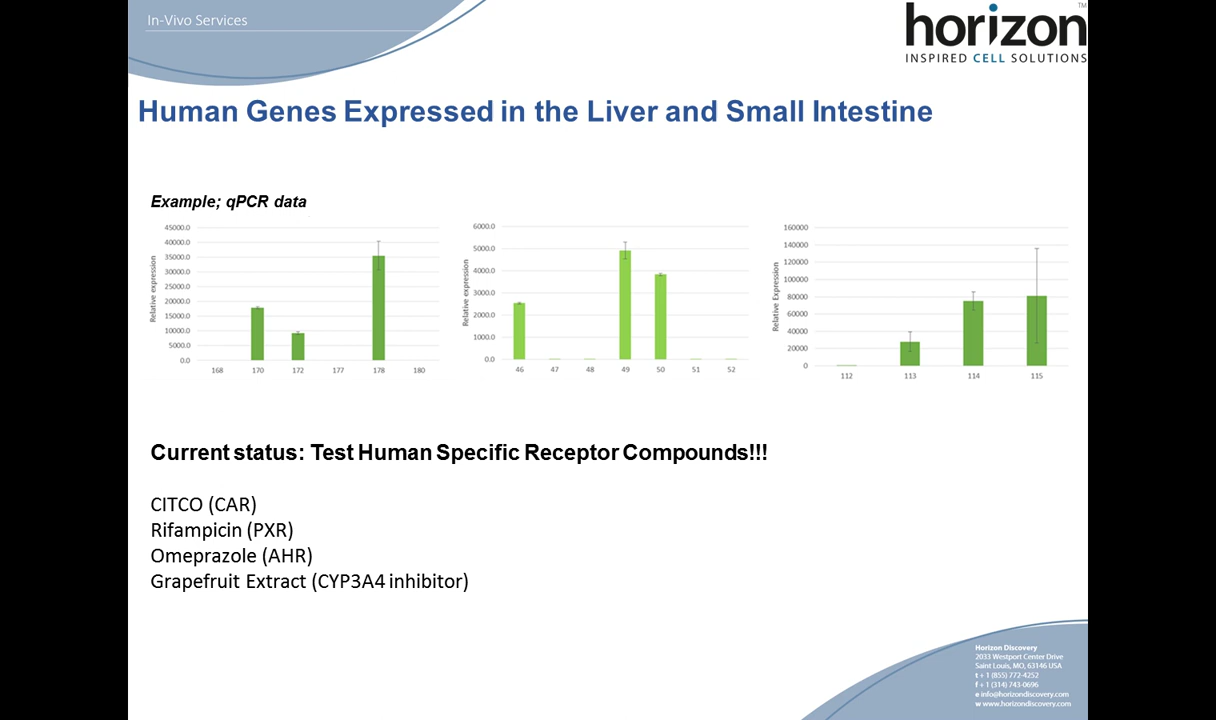 In-Vivo Services
horizon TM
INSPIRED CELL SOLUTIONS
Human Genes Expressed in the Liver and Small Intestine
Example; qPCR data
Relative expression
45000.0
40000.0
35000.0
30000.0
25000.0
20000.0
15000.0
10000.0
5000.0
0.0
168 170 172 177 178 180
Relative expression
6000.0
5000.0
4000.0
3000.0
2000.0
1000.0
0.0
46 47 48 49 50 51 52
Relative Expression
160000
140000
120000
100000
80000
60000
40000
20000
0
112 113 114 115
Current status: Test Human Specific Receptor Compounds!!!
CITCO (CAR)
Rifampicin (PXR)
Omeprazole (AHR)
Grapefruit Extract (CYP3A4 inhibitor)
Horizon Discovery
2033 Westport Center Drive
Saint Louis, MO, 63146 USA
t + 1 (855) 772-4252
f + 1 (314) 743-0696
e info@horizondiscovery.com
w www.horizondiscovery.com